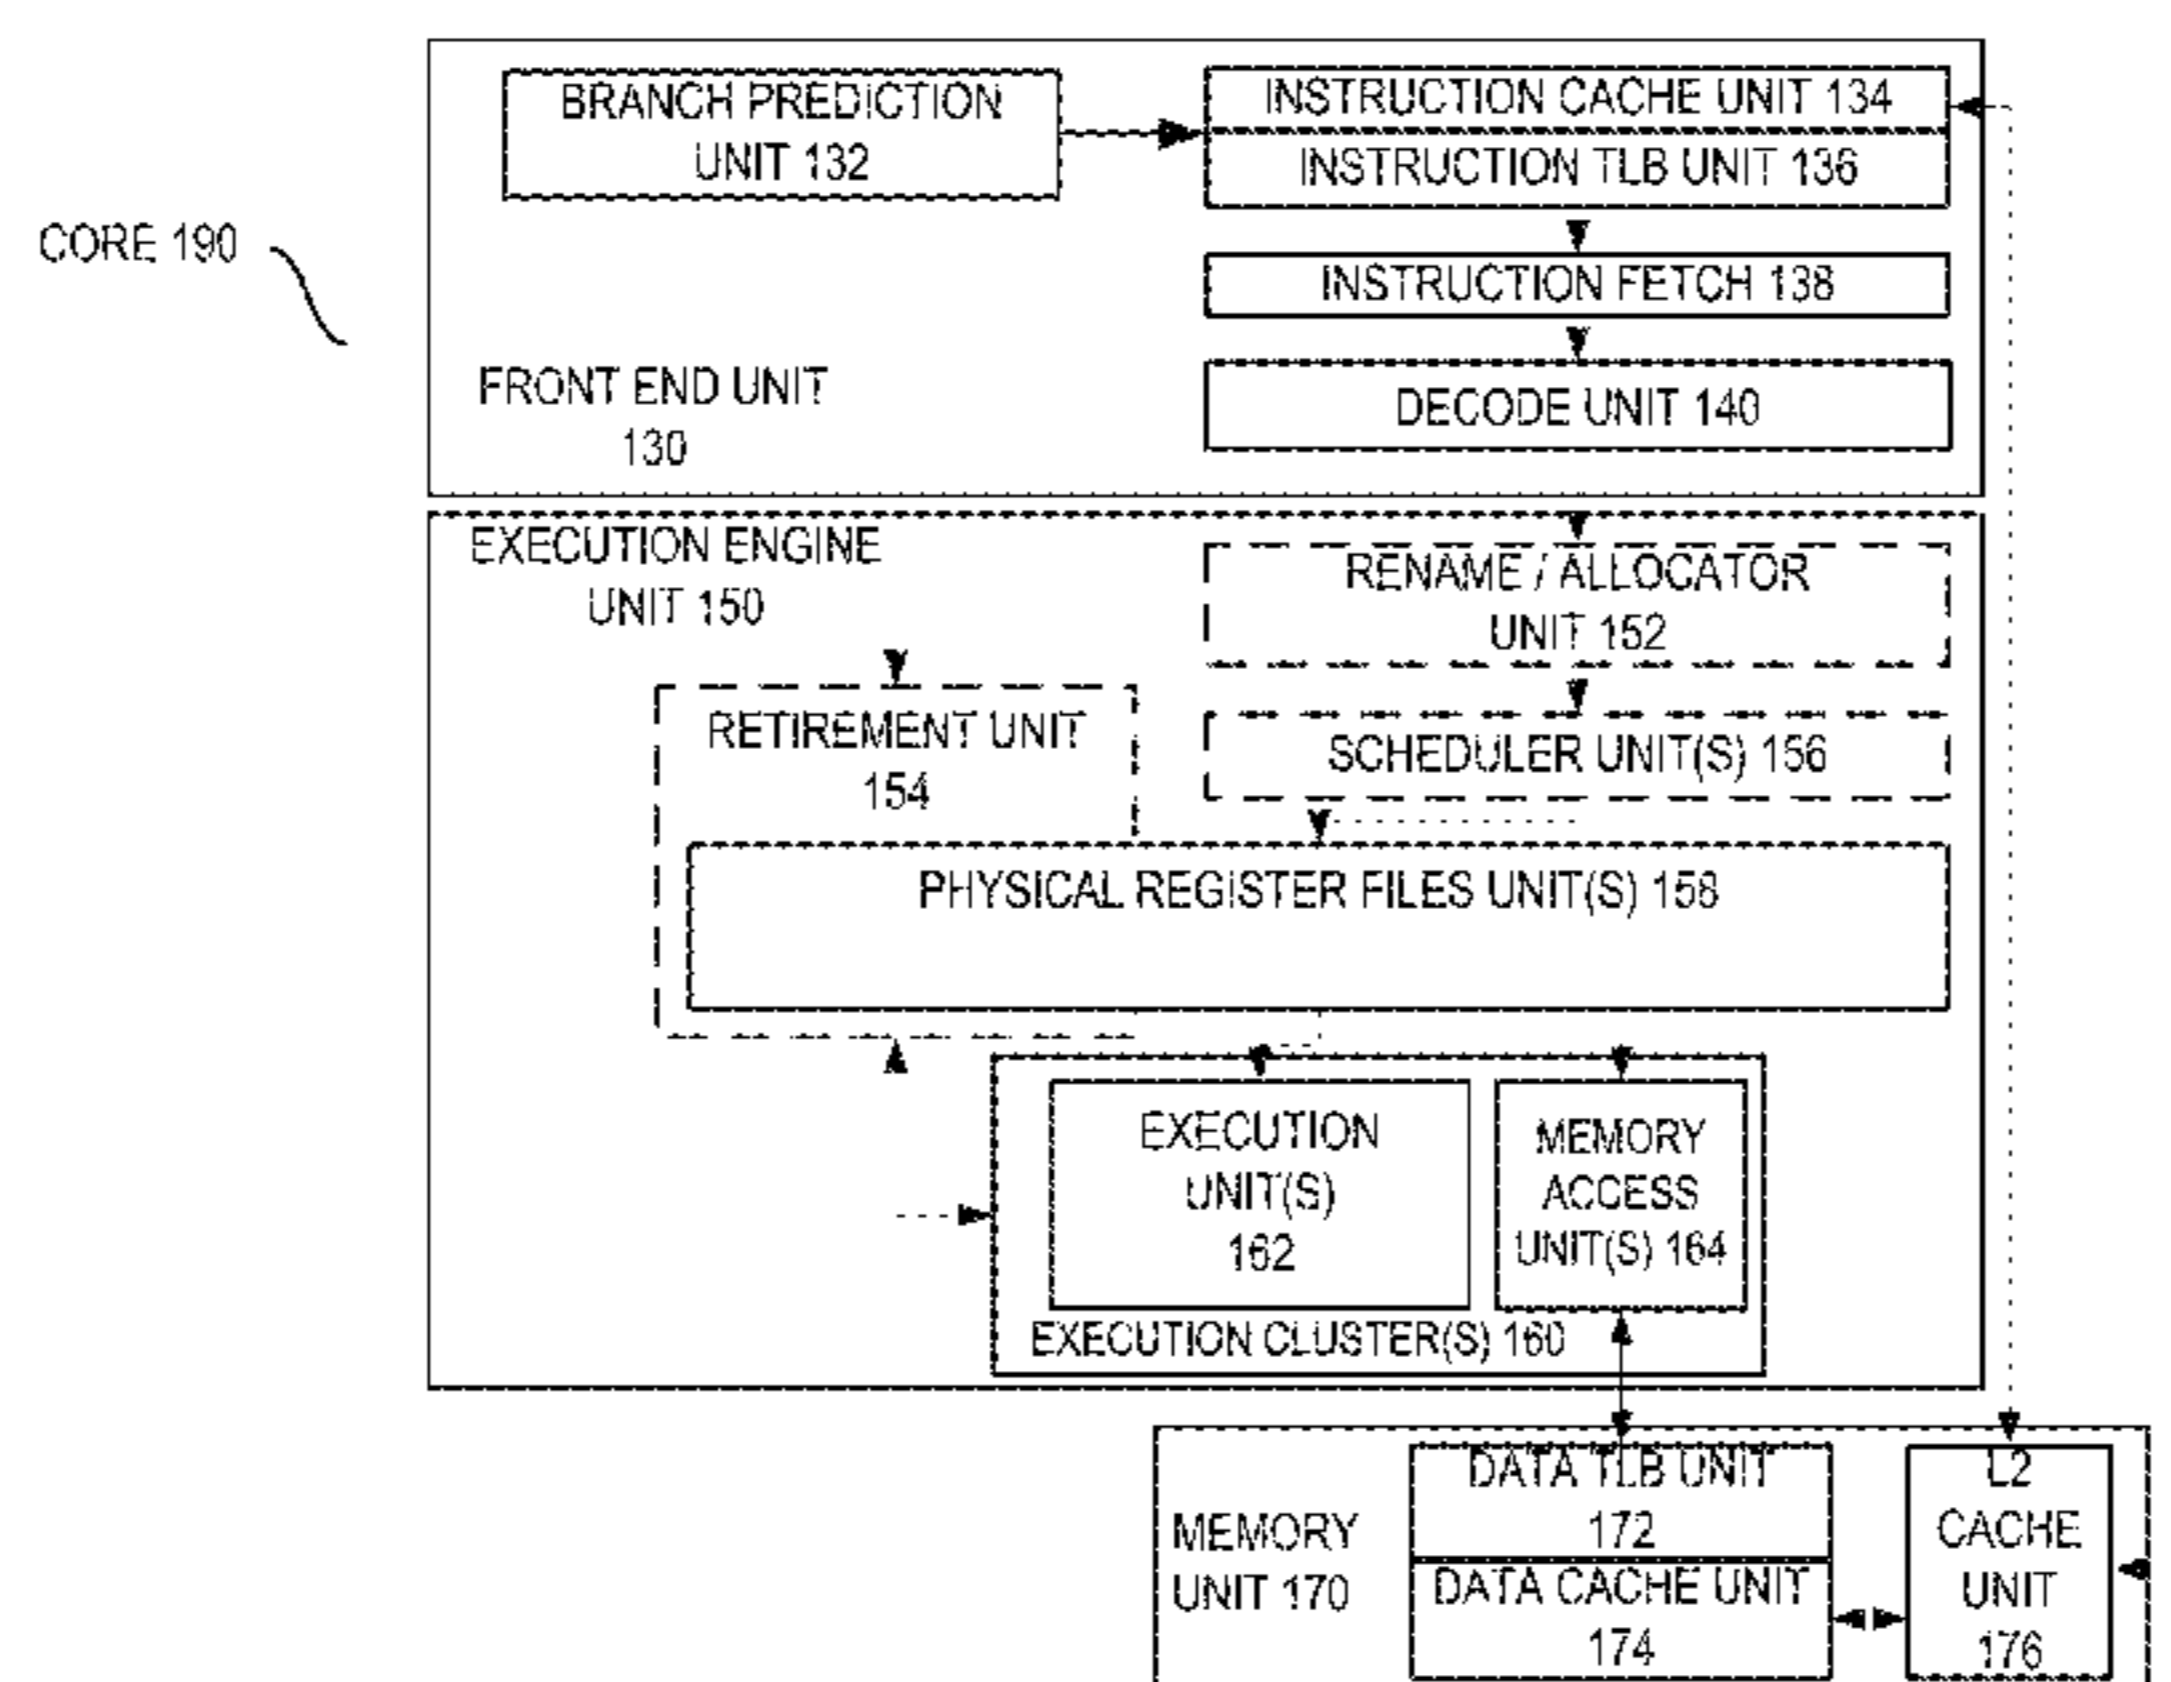 BRANCH PREDICTION
UNIT 132
INSTRUCTION CACHE UNIT 134
INSTRUCTION TLB UNIT 136
CORE 190
INSTRUCTION FETCH 138
FRONT END UNIT
130
DECODE UNIT 140
EXECUTION ENGINE
UNIT 150
RENAME / ALLOCATOR
UNIT 152
RETIREMENT UNIT
154
SCHEDULER UNIT(S) 156
PHYSICAL REGISTER FILES UNIT(S) 158
EXECUTION
UNIT(S)
162
MEMORY
ACCESS
UNIT(S) 164
EXECUTION CLUSTER(S) 160
MEMORY
UNIT 170
DATA TLB UNIT
172
DATA CACHE UNIT
174
L2
CACHE
UNIT
176